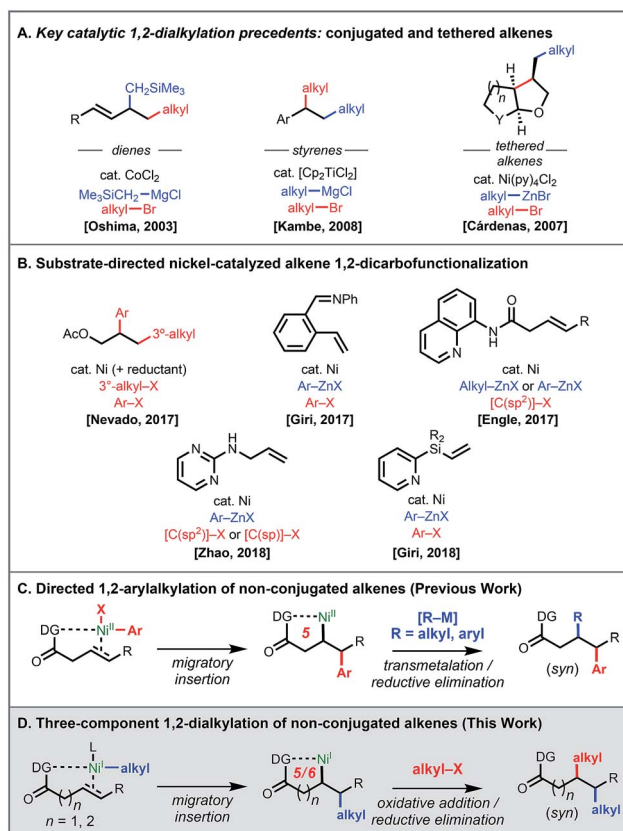 A. Key catalytic 1,2-dialkylation precedents: conjugated and tethered alkenes
CH2SiMe3
R
alkyl
dienes
cat. CoCl2
Me3SiCH2–MgCl
alkyl–Br
[Oshima, 2003]
alkyl
Ar
alkyl
styrenes
cat. [Cp2TiCl2]
alkyl–MgCl
alkyl–Br
[Kambe, 2008]
alkyl
H
( )n
Y
O
H
tethered
alkenes
cat. Ni(py)4Cl2
alkyl–ZnBr
alkyl–Br
[Cárdenas, 2007]
B. Substrate-directed nickel-catalyzed alkene 1,2-dicarbofunctionalization
Ar
AcO
3º-alkyl
cat. Ni (+ reductant)
3°-alkyl–X
Ar–X
[Nevado, 2017]
NPh
cat. Ni
Ar–ZnX
Ar–X
[Giri, 2017]
O
N
N
H
R
cat. Ni
Alkyl–ZnX or Ar–ZnX
[C(sp2)]–X
[Engle, 2017]
N
H
N
N
cat. Ni
Ar–ZnX
[C(sp2)]–X or [C(sp)]–X
[Zhao, 2018]
R2
Si
N
cat. Ni
Ar–ZnX
Ar–X
[Giri, 2018]
C. Directed 1,2-arylalkylation of non-conjugated alkenes (Previous Work)
X
DG
NiII
Ar
O
R
migratory
insertion
DG
NiII
5
O
R
Ar
[R–M]
R = alkyl, aryl
transmetalation /
reductive elimination
DG
R
O
R
(syn)
Ar
D. Three-component 1,2-dialkylation of non-conjugated alkenes (This Work)
L
DG
NiI
alkyl
O
( )n
R
n = 1, 2
migratory
insertion
DG
NiI
5/6
O
( )n
R
alkyl
alkyl–X
oxidative addition /
reductive elimination
DG
alkyl
O
( )n
R
(syn)
alkyl